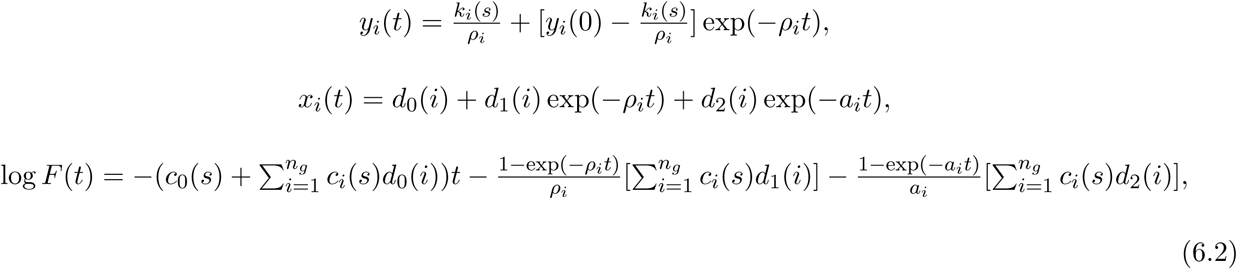 $y_i(t) = \frac{k_i(s)}{\rho_i} + [y_i(0) - \frac{k_i(s)}{\rho_i}] \exp(-\rho_i t),$
$x_i(t) = d_0(i) + d_1(i) \exp(-\rho_i t) + d_2(i) \exp(-a_i t),$
$\log F(t) = -(c_0(s) + \sum_{i=1}^{n_g} c_i(s) d_0(i))t - \frac{1-\exp(-\rho_i t)}{\rho_i} [\sum_{i=1}^{n_g} c_i(s) d_1(i)] - \frac{1-\exp(-a_i t)}{a_i} [\sum_{i=1}^{n_g} c_i(s) d_2(i)],$
(6.2)